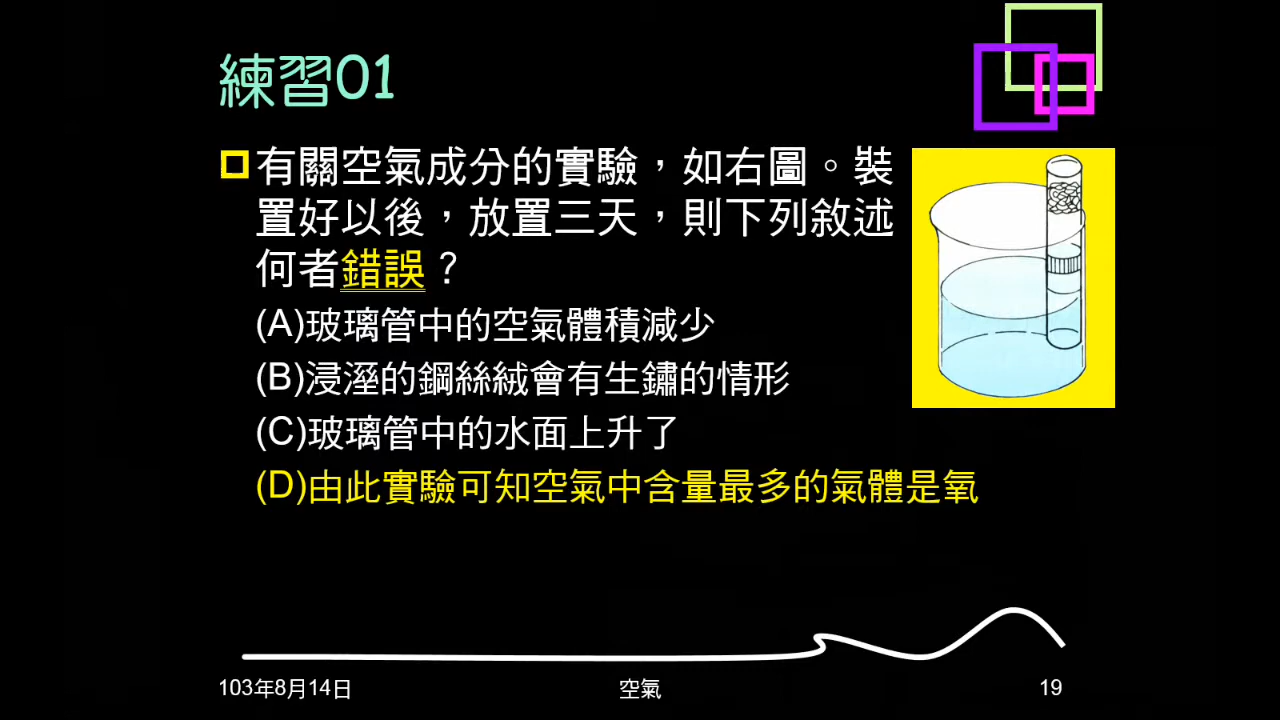 練習01
有關空氣成分的實驗，如右圖。裝
置好以後，放置三天，則下列敘述
何者錯誤？
(A)玻璃管中的空氣體積減少
(B)浸溼的鋼絲絨會有生鏽的情形
(C)玻璃管中的水面上升了
(D)由此實驗可知空氣中含量最多的氣體是氧
103年8月14日
空氣
19